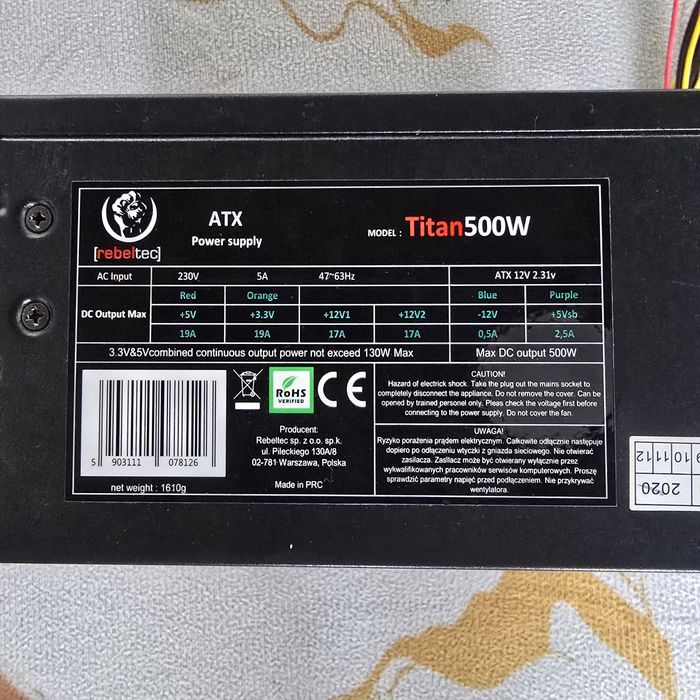 ATX
Power supply
MODEL : Titan500W
[rebeltec]
AC Input 230V 5A 47~63Hz ATX 12V 2.31v
Red Orange Blue Purple
DC Output Max +5V +3.3V +12V1 +12V2 -12V +5Vsb
19A 19A 17A 17A 0,5A 2,5A
3.3V&5Vcombined continuous output power not exceed 130W Max Max DC output 500W
5 903111 078126
net weight : 1610g
RoHS
VERIFIED
CE
Producent:
Rebeltec sp. z o.o. sp.k.
ul. Pileckiego 130A/8
02-781 Warszawa, Polska
Made in PRC
CAUTION!
Hazard of electrick shock. Take the plug out the mains socket to
completely disconnect the appliance. Do not remove the cover. Can be
opened by trained personel only. Please check the voltage first before
connecting to the power supply. Do not cover the fan.
UWAGA!
Ryzyko porażenia prądem elektrycznym. Całkowite odłącznie następuje
dopiero po odłączeniu wtyczki z gniazda sieciowego. Nie otwierać
zasilacza. Zasilacz może być otwierany wyłącznie przez
wykwalifikowanych pracowników serwisów komputerowych. Proszę
sprawdzić parametry napięć przed podłączeniem. Nie przykrywać
wentylatora.
2020
9 10 11 12